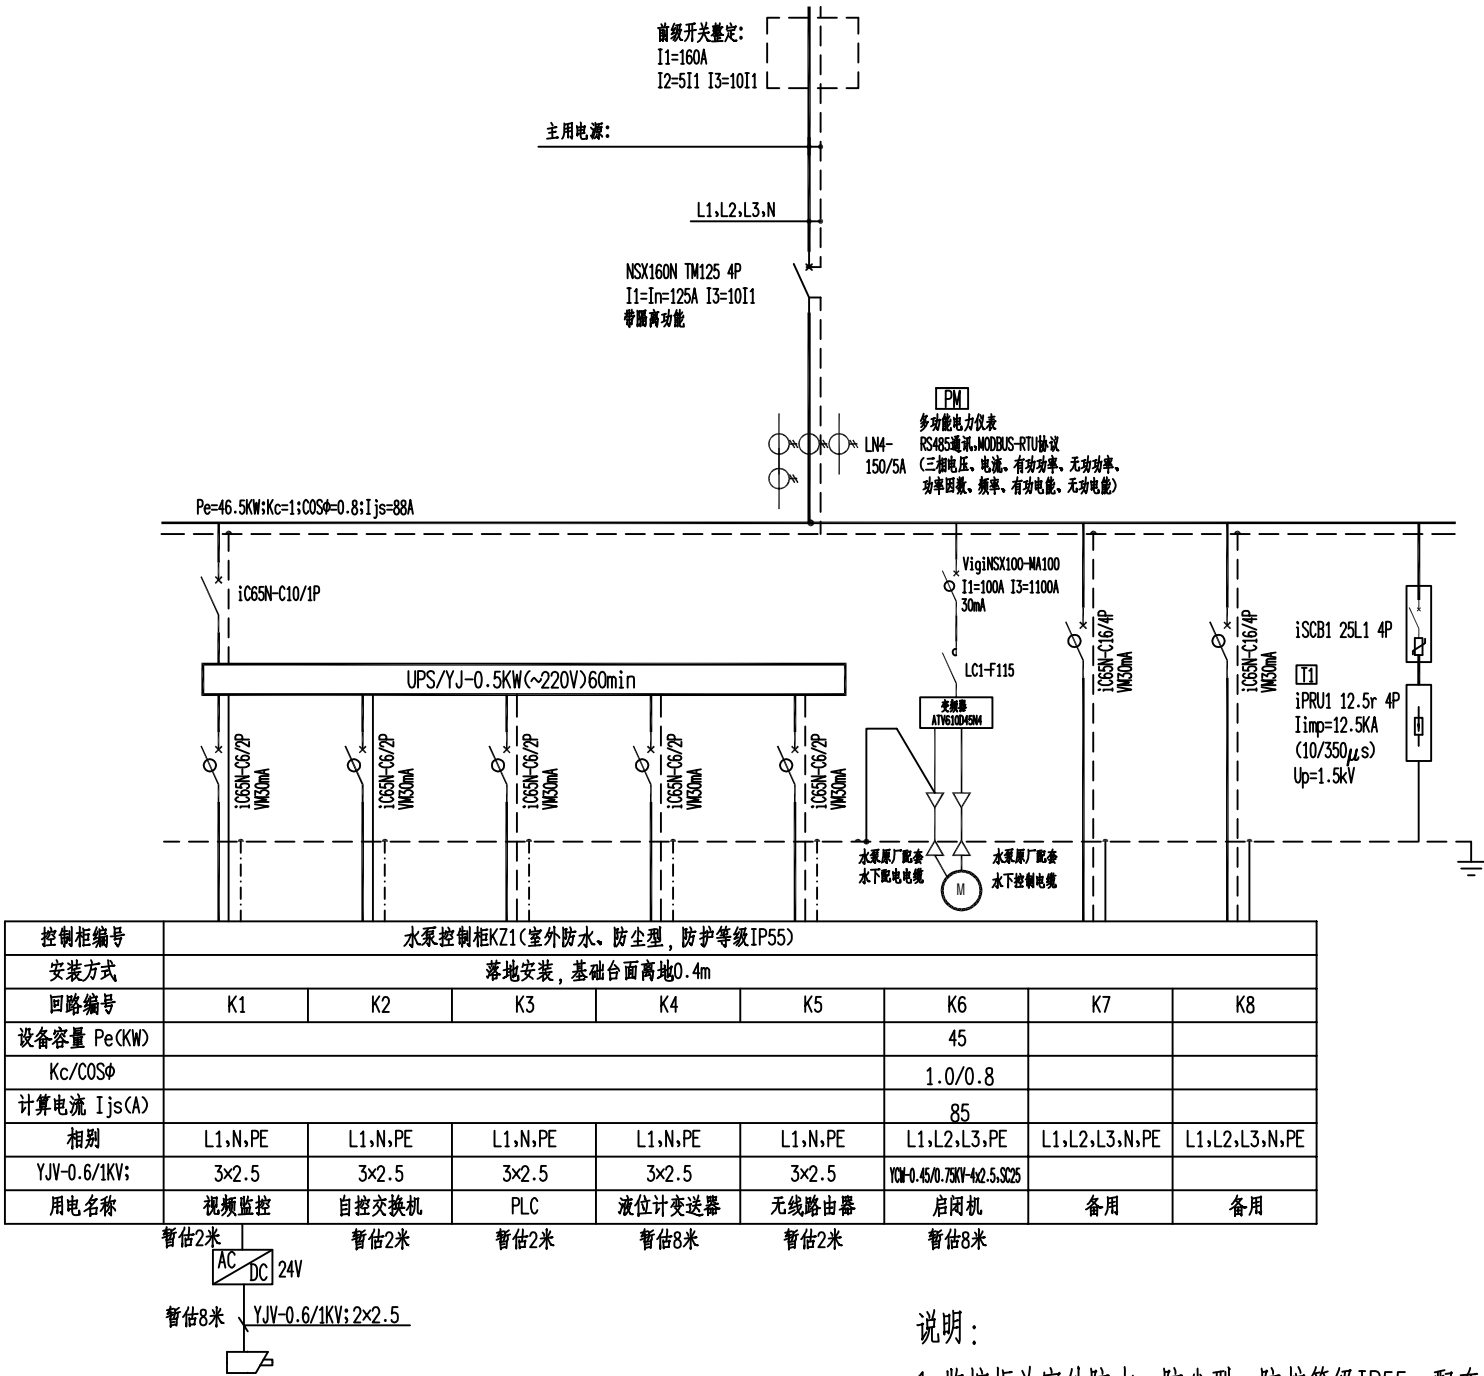 前级开关整定:
I1=160A
I2=5I1 I3=10I1
主用电源:
L1,L2,L3,N
NSX160N TM125 4P
I1=In=125A I3=10I1
带隔离功能
PM
多功能电力仪表
RS485通讯,MODBUS-RTU协议
(三相电压、电流、有功功率、无功功率、
功率因数、频率、有功电能、无功电能)
LN4-
150/5A
Pe=46.5KW;Kc=1;COSΦ=0.8;Ijs=88A
iC65N-C10/1P
VigiNSX100-MA100
I1=100A I3=1100A
30mA
LC1-F115
变频器
ATV610D45N4
iC65N-C16/4P
VM30mA
iC65N-C16/4P
VM30mA
iSCB1 25L1 4P
T1
iPRU1 12.5r 4P
Iimp=12.5KA
(10/350μs)
Up=1.5kV
UPS/YJ-0.5KW(~220V)60min
iC65N-C6/2P
VM30mA
iC65N-C6/2P
VM30mA
iC65N-C6/2P
VM30mA
iC65N-C6/2P
VM30mA
iC65N-C6/2P
VM30mA
水泵原厂配套
水下配电电缆
水泵原厂配套
水下控制电缆
M
控制柜编号 水泵控制柜KZ1(室外防水、防尘型,防护等级IP55)
安装方式 落地安装,基础台面离地0.4m
回路编号 K1 K2 K3 K4 K5 K6 K7 K8
设备容量 Pe(KW) 45
Kc/COSΦ 1.0/0.8
计算电流 Ijs(A) 85
相别 L1,N,PE L1,N,PE L1,N,PE L1,N,PE L1,N,PE L1,L2,L3,PE L1,L2,L3,N,PE L1,L2,L3,N,PE
YJV-0.6/1KV; 3×2.5 3×2.5 3×2.5 3×2.5 3×2.5 YCW-0.45/0.75KV-4x2.5,SC25
用电名称 视频监控 自控交换机 PLC 液位计变送器 无线路由器 启闭机 备用 备用
暂估2米 暂估2米 暂估2米 暂估8米 暂估2米 暂估8米
AC
DC 24V
暂估8米 YJV-0.6/1KV;2×2.5
说明: